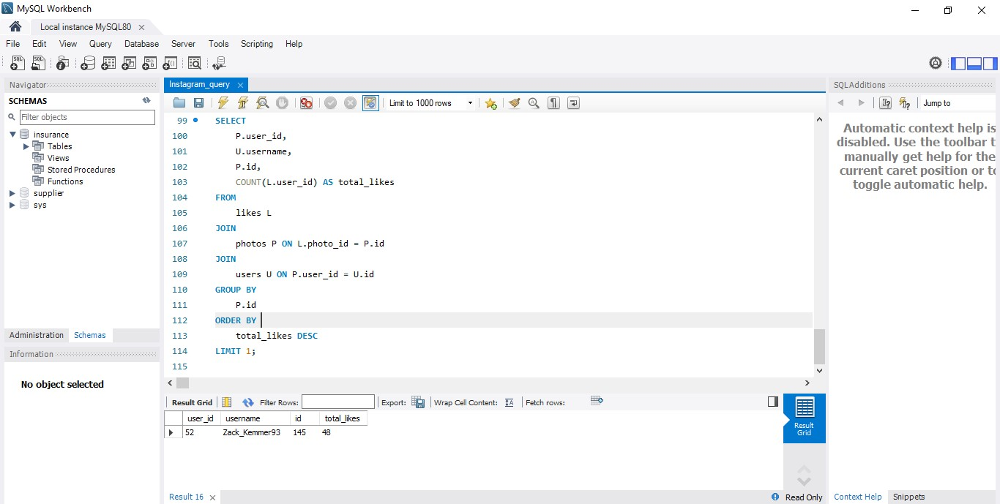 MySQL Workbench
Local instance MySQL80
File Edit View Query Database Server Tools Scripting Help
Navigator
SCHEMAS
Filter objects
insurance
Tables
Views
Stored Procedures
Functions
supplier
sys
Administration Schemas
Information
No object selected
Instagram_query
Limit to 1000 rows
99 SELECT
100 P.user_id,
101 U.username,
102 P.id,
103 COUNT(L.user_id) AS total_likes
104 FROM
105 likes L
106 JOIN
107 photos P ON L.photo_id = P.id
108 JOIN
109 users U ON P.user_id = U.id
110 GROUP BY
111 P.id
112 ORDER BY
113 total_likes DESC
114 LIMIT 1;
115
Result Grid Filter Rows: Export: Wrap Cell Content: Fetch rows:
user_id username id total_likes
52 Zack_Kemmer93 145 48
Result
Grid
Result 16
Read Only
SQLAdditions
Jump to
Automatic context help is
disabled. Use the toolbar t
manually get help for the
current caret position or to
toggle automatic help.
Context Help Snippets